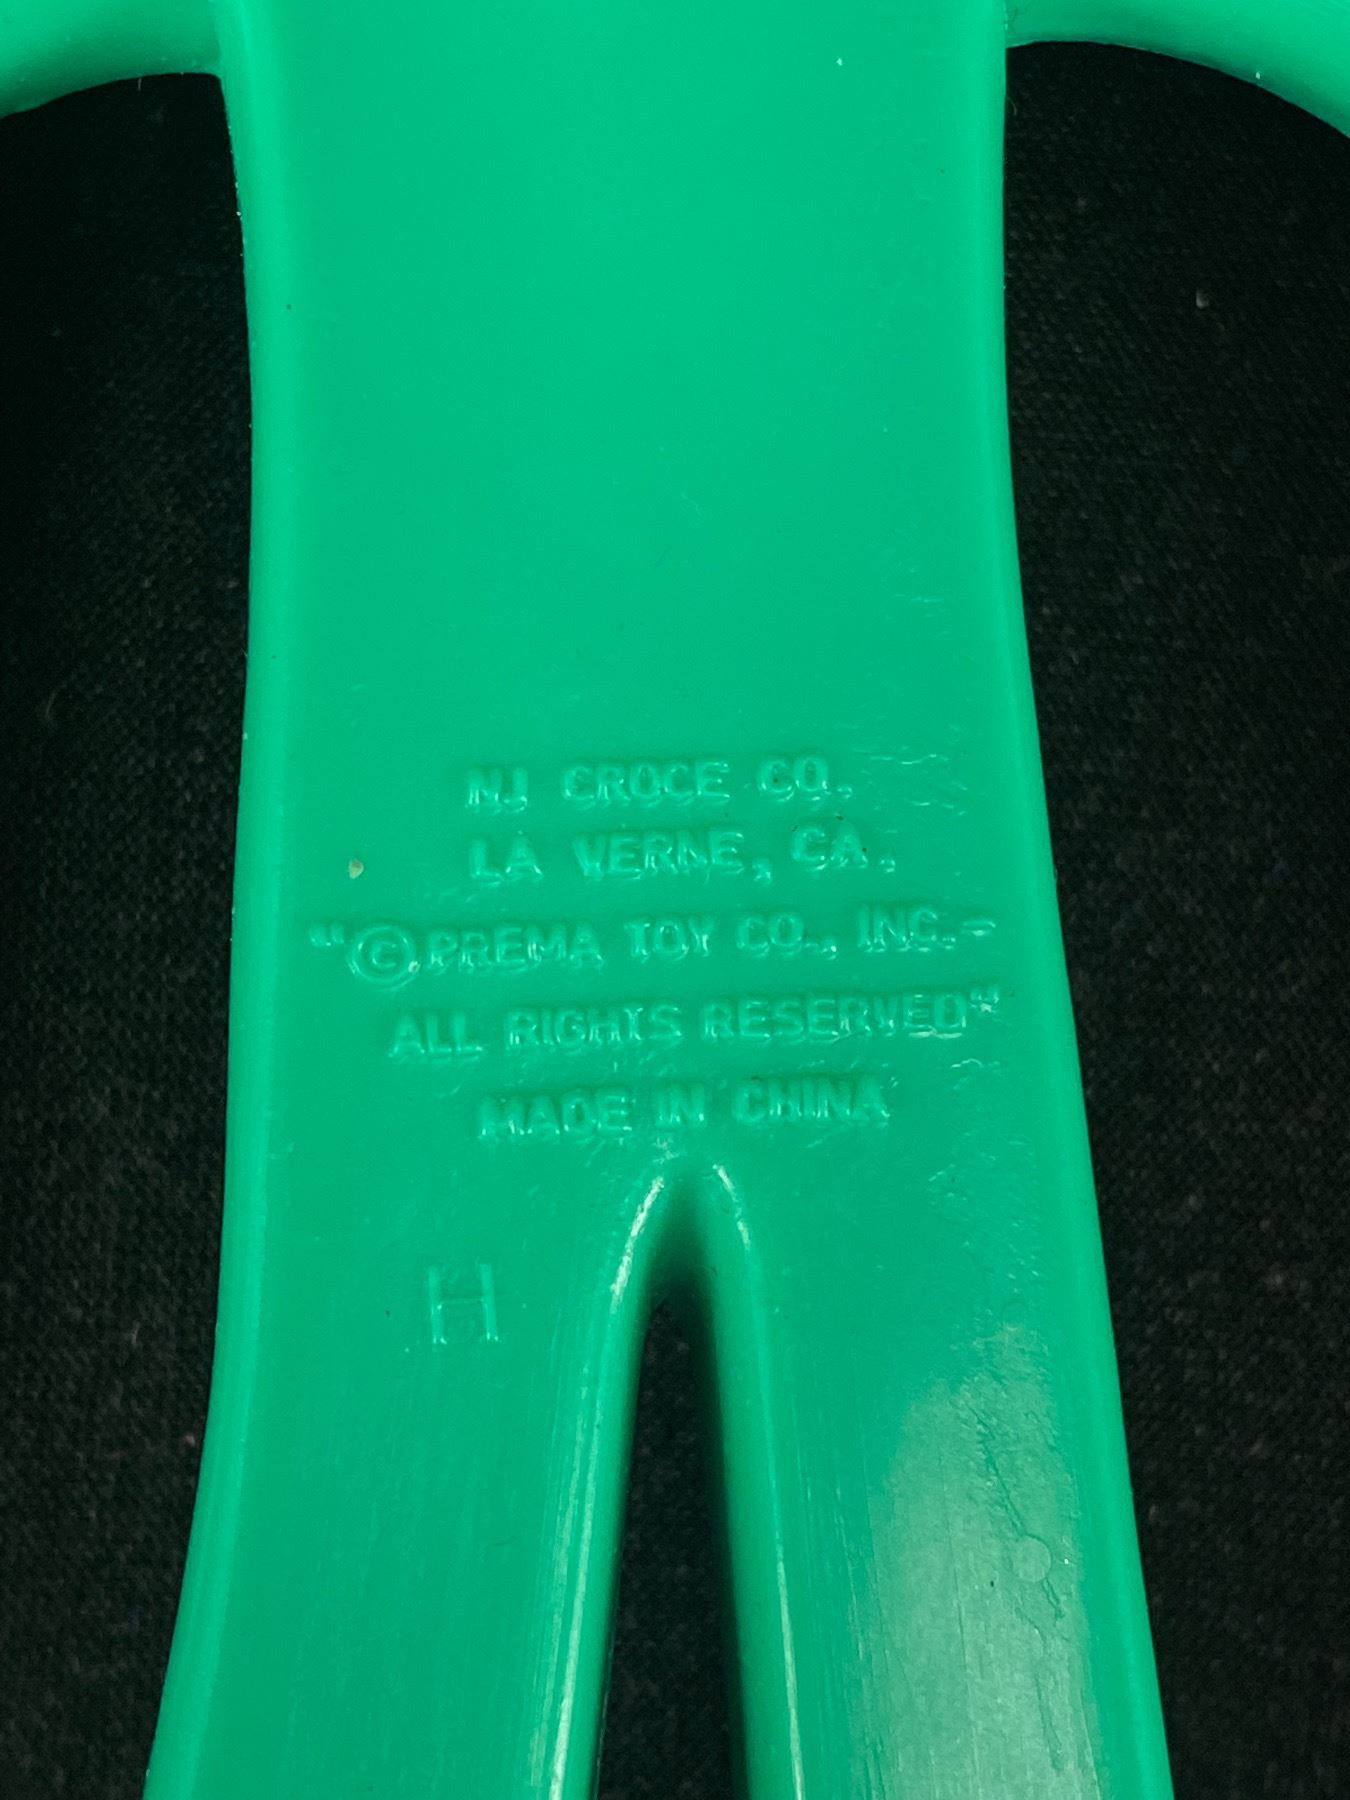 NJ CROCE CO.
LA VERNE, CA.
"©PREMA TOY CO., INC.-
ALL RIGHTS RESERVED"
MADE IN CHINA
H